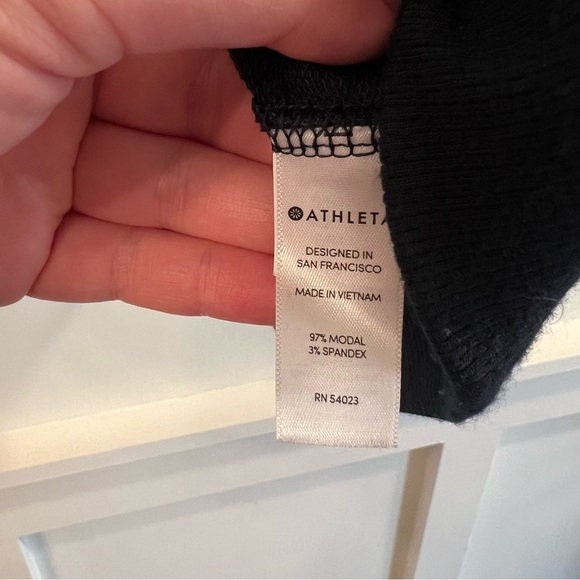 ATHLETA
DESIGNED IN
SAN FRANCISCO
MADE IN VIETNAM
97% MODAL
3% SPANDEX
RN 54023